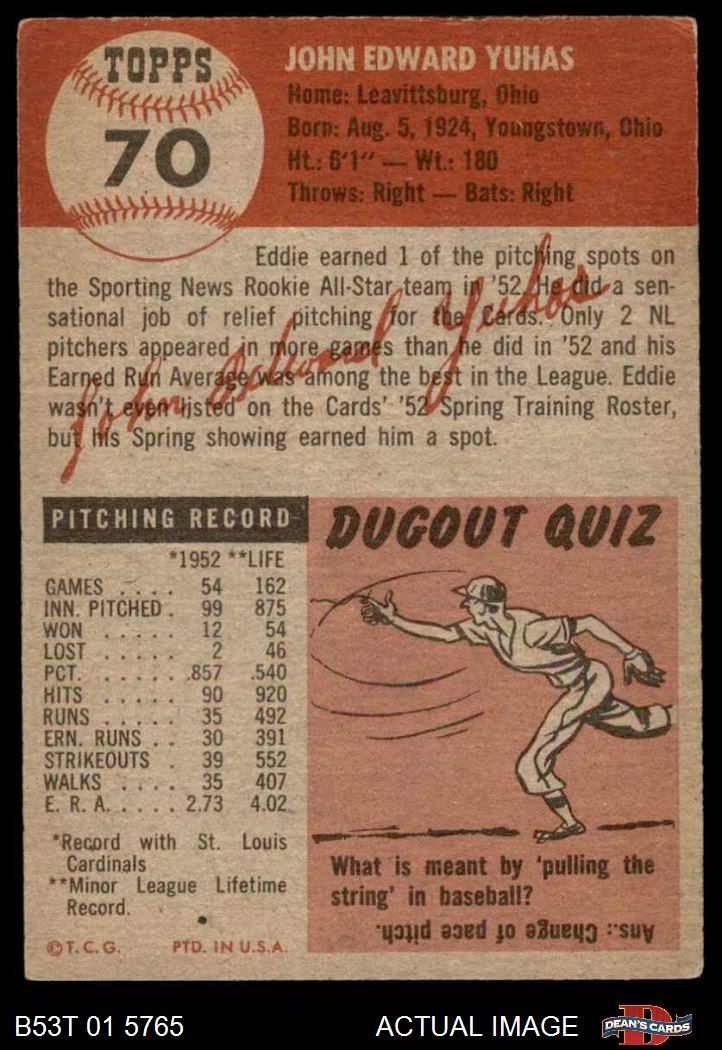 TOPPS
70
JOHN EDWARD YUHAS
Home: Leavittsburg, Ohio
Born: Aug. 5, 1924, Youngstown, Ohio
Ht.: 6'1" — Wt.: 180
Throws: Right — Bats: Right
Eddie earned 1 of the pitching spots on
the Sporting News Rookie All-Star team in '52. He did a sen-
sational job of relief pitching for the Cards. Only 2 NL
pitchers appeared in more games than he did in '52 and his
Earned Run Average was among the best in the League. Eddie
wasn't even listed on the Cards' '52 Spring Training Roster,
but his Spring showing earned him a spot.
John Edward Yuhas
PITCHING RECORD
*1952 **LIFE
GAMES . . . . 54 162
INN. PITCHED . 99 875
WON . . . . . 12 54
LOST . . . . . 2 46
PCT. . . . . . .857 .540
HITS . . . . . 90 920
RUNS . . . . . 35 492
ERN. RUNS . . 30 391
STRIKEOUTS . 39 552
WALKS . . . . 35 407
E. R. A. . . . . 2.73 4.02
*Record with St. Louis
Cardinals
**Minor League Lifetime
Record.
©T.C.G. PTD. IN U.S.A.
DUGOUT QUIZ
What is meant by 'pulling the
string' in baseball?
Ans.: Change of pace pitch.
B53T 01 5765
ACTUAL IMAGE
D
DEAN'S CARDS